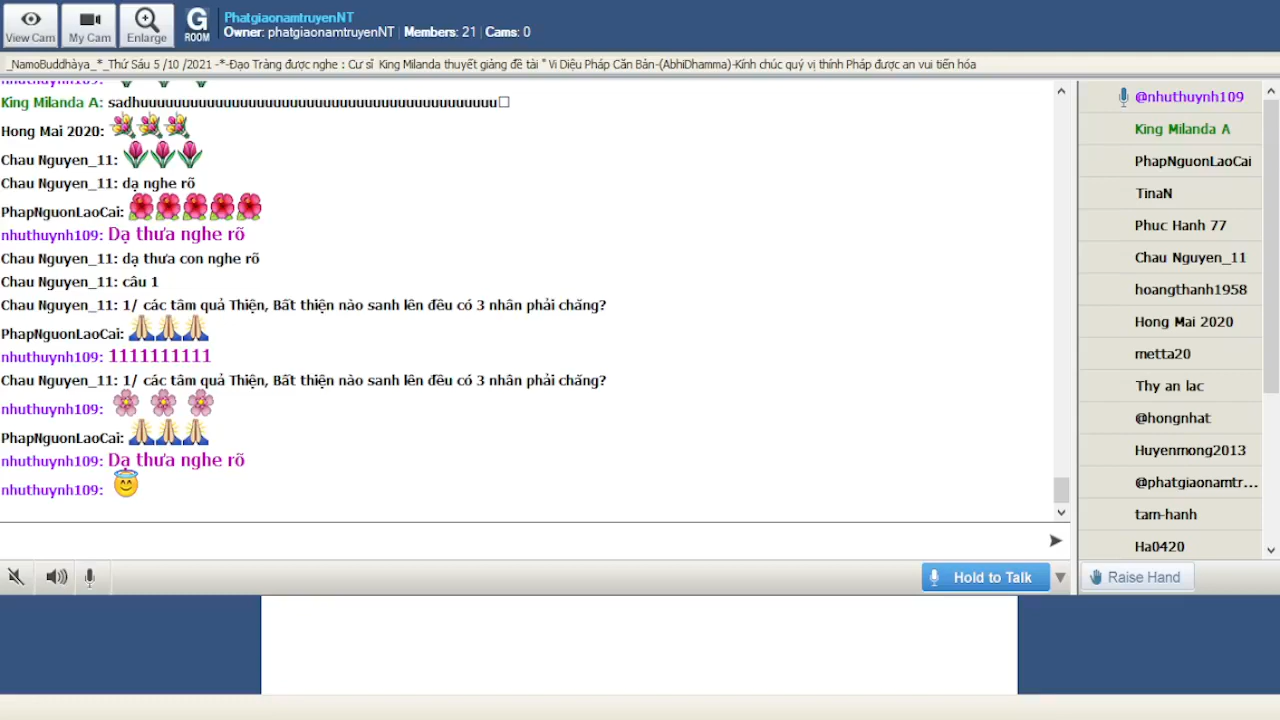 View Cam
My Cam
Enlarge
G
ROOM
PhatgiaonamtruyenNT
Owner: phatgiaonamtruyenNT | Members: 21 | Cams: 0
_NamoBuddhàya_*_Thứ Sáu 5 /10 /2021 -*-Đạo Tràng được nghe : Cư sĩ King Milanda thuyết giảng đề tài " Vi Diệu Pháp Căn Bản-(AbhiDhamma)-Kính chúc quý vị thính Pháp được an vui tiến hóa
nhuthuynh109:
King Milanda A: sadhuuuuuuuuuuuuuuuuuuuuuuuuuuuuuuuuuuuuuuuuuuu□
Hong Mai 2020:
Chau Nguyen_11:
Chau Nguyen_11: dạ nghe rõ
PhapNguonLaoCai:
nhuthuynh109: Dạ thưa nghe rõ
Chau Nguyen_11: dạ thưa con nghe rõ
Chau Nguyen_11: câu 1
Chau Nguyen_11: 1/ các tâm quả Thiện, Bất thiện nào sanh lên đều có 3 nhân phải chăng?
PhapNguonLaoCai:
nhuthuynh109: 11111111111
Chau Nguyen_11: 1/ các tâm quả Thiện, Bất thiện nào sanh lên đều có 3 nhân phải chăng?
nhuthuynh109:
PhapNguonLaoCai:
nhuthuynh109: Dạ thưa nghe rõ
nhuthuynh109:
@nhuthuynh109
King Milanda A
PhapNguonLaoCai
TinaN
Phuc Hanh 77
Chau Nguyen_11
hoangthanh1958
Hong Mai 2020
metta20
Thy an lac
@hongnhat
Huyenmong2013
@phatgiaonamtr...
tam-hanh
Ha0420
Hold to Talk
Raise Hand